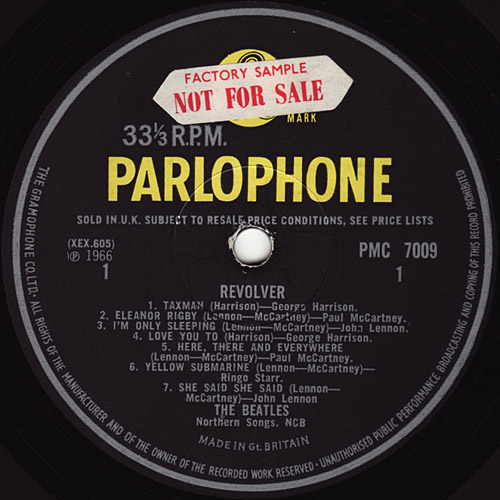 FACTORY SAMPLE
NOT FOR SALE
MARK
33⅓ R.P.M.
PARLOPHONE
SOLD IN U.K. SUBJECT TO RESALE PRICE CONDITIONS, SEE PRICE LISTS
(XEX.605)
℗ 1966
1
PMC 7009
1
REVOLVER
1. TAXMAN (Harrison)—George Harrison.
2. ELEANOR RIGBY (Lennon—McCartney)—Paul McCartney.
3. I'M ONLY SLEEPING (Lennon—McCartney)—John Lennon.
4. LOVE YOU TO (Harrison)—George Harrison.
5. HERE, THERE AND EVERYWHERE
(Lennon—McCartney)—Paul McCartney.
6. YELLOW SUBMARINE (Lennon—McCartney)—
Ringo Starr.
7. SHE SAID SHE SAID (Lennon—
McCartney)—John Lennon
THE BEATLES
Northern Songs. NCB
MADE IN Gt. BRITAIN
THE GRAMOPHONE CO. LTD. ALL RIGHTS OF THE MANUFACTURER AND OF THE OWNER OF THE RECORDED WORK RESERVED · UNAUTHORISED PUBLIC PERFORMANCE BROADCASTING AND COPYING OF THIS RECORD PROHIBITED